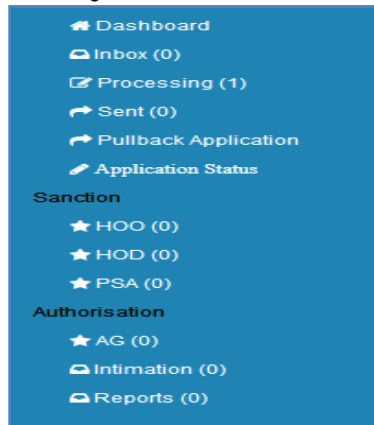 Dashboard
Inbox (0)
Processing (1)
Sent (0)
Pullback Application
Application Status
Sanction
HOO (0)
HOD (0)
PSA (0)
Authorisation
AG (0)
Intimation (0)
Reports (0)